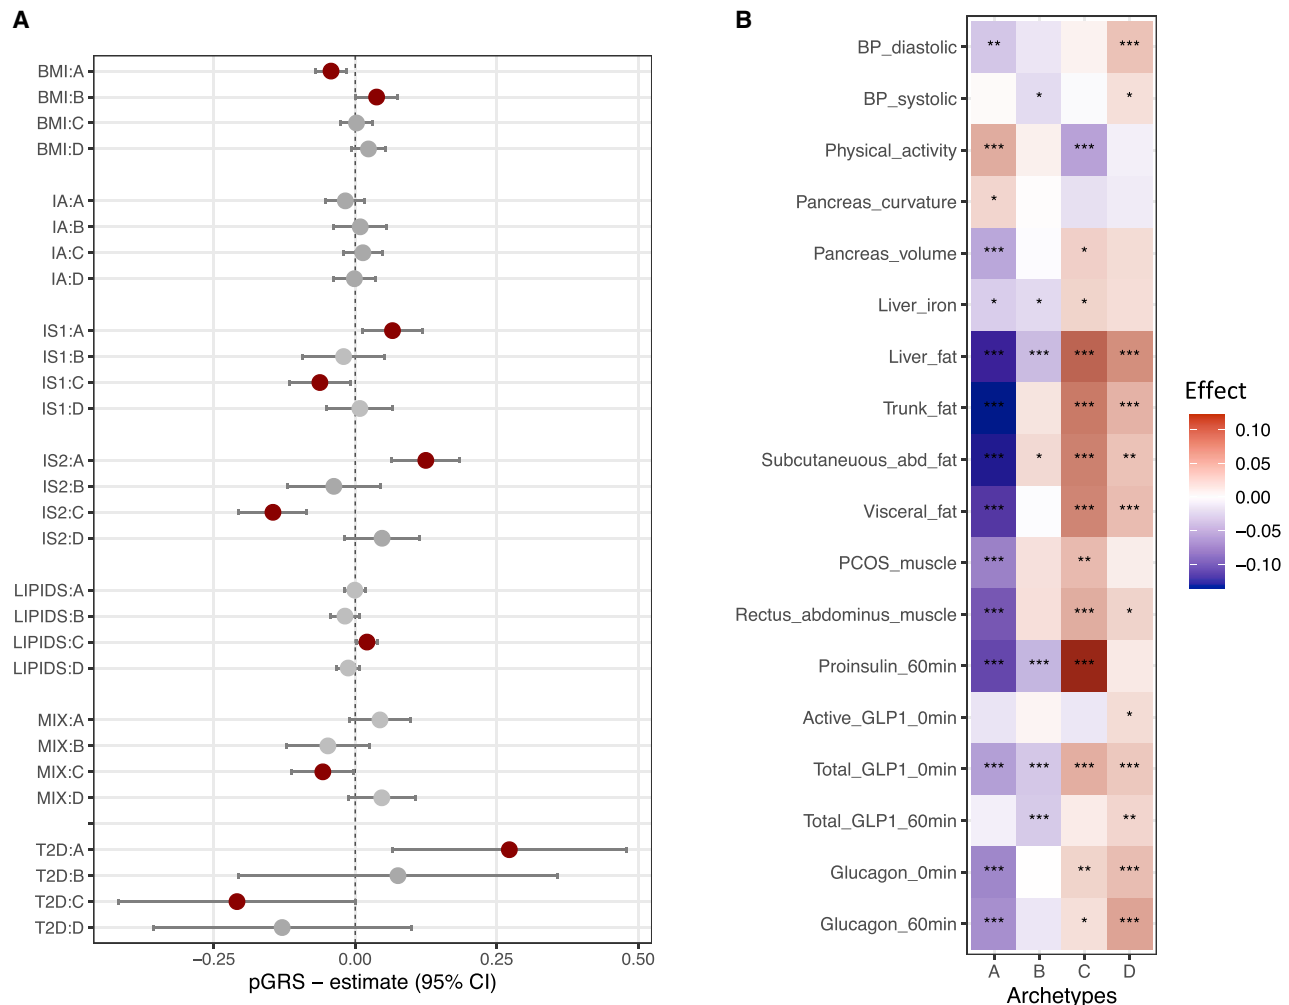 A
BMI:A
BMI:B
BMI:C
BMI:D
IA:A
IA:B
IA:C
IA:D
IS1:A
IS1:B
IS1:C
IS1:D
IS2:A
IS2:B
IS2:C
IS2:D
LIPIDS:A
LIPIDS:B
LIPIDS:C
LIPIDS:D
MIX:A
MIX:B
MIX:C
MIX:D
T2D:A
T2D:B
T2D:C
T2D:D
−0.25 0.00 0.25 0.50
pGRS − estimate (95% CI)
B
BP_diastolic ** ***
BP_systolic * *
Physical_activity *** ***
Pancreas_curvature *
Pancreas_volume *** *
Liver_iron * * *
Liver_fat *** *** *** ***
Trunk_fat *** *** ***
Subcutaneuous_abd_fat *** * *** **
Visceral_fat *** *** ***
PCOS_muscle *** **
Rectus_abdominus_muscle *** *** *
Proinsulin_60min *** *** ***
Active_GLP1_0min *
Total_GLP1_0min *** *** *** ***
Total_GLP1_60min *** **
Glucagon_0min *** ** ***
Glucagon_60min *** * ***
A B C D
Archetypes
Effect
0.10
0.05
0.00
−0.05
−0.10